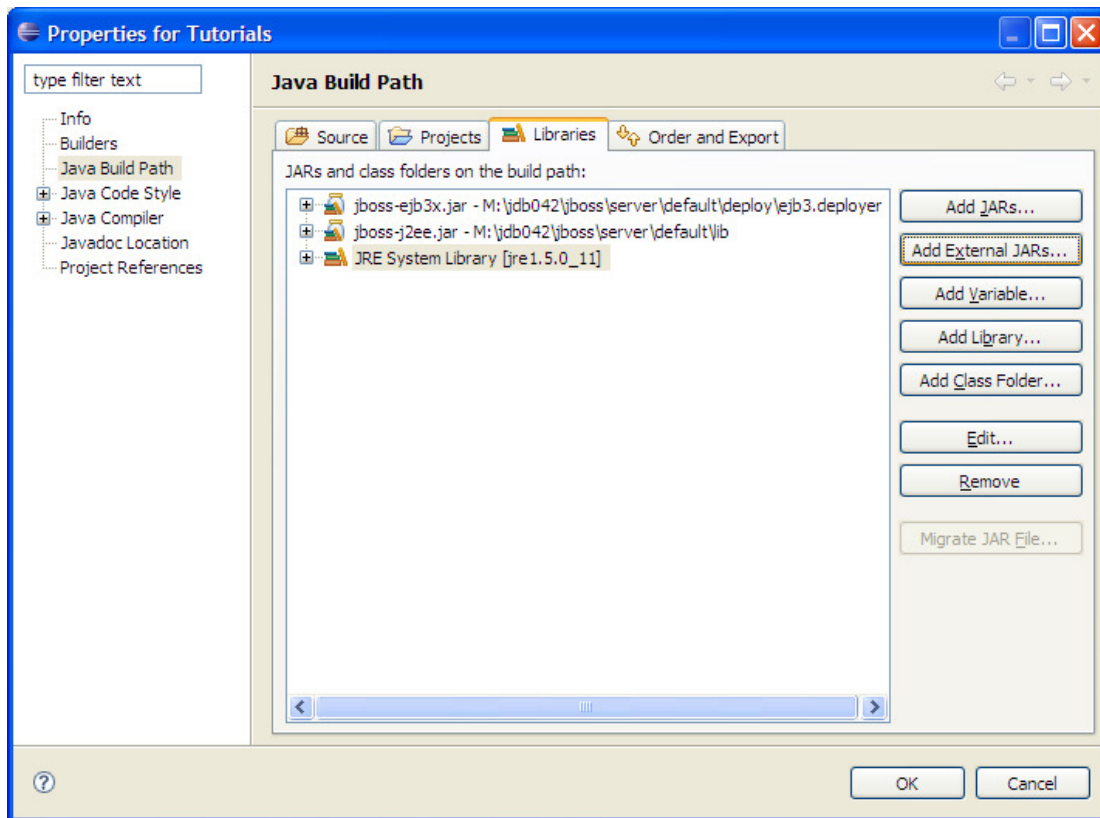 Properties for Tutorials
type filter text
Java Build Path
Info
Builders
Java Build Path
Java Code Style
Java Compiler
Javadoc Location
Project References
Source
Projects
Libraries
Order and Export
JARs and class folders on the build path:
jboss-ejb3x.jar - M:\jdb042\jboss\server\default\deploy\ejb3.deployer
jboss-j2ee.jar - M:\jdb042\jboss\server\default\lib
JRE System Library [jre1.5.0_11]
Add JARs...
Add External JARs...
Add Variable...
Add Library...
Add Class Folder...
Edit...
Remove
Migrate JAR File...
OK
Cancel